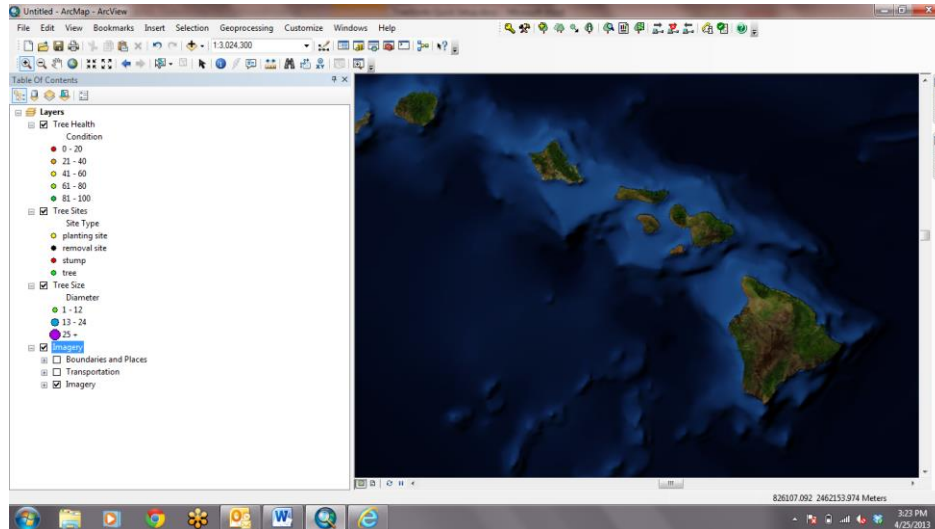 Untitled - ArcMap - ArcView
File Edit View Bookmarks Insert Selection Geoprocessing Customize Windows Help
1:3,024,300
Table Of Contents
Layers
Tree Health
Condition
0 - 20
21 - 40
41 - 60
61 - 80
81 - 100
Tree Sites
Site Type
planting site
removal site
stump
tree
Tree Size
Diameter
1 - 12
13 - 24
25 +
Imagery
Boundaries and Places
Transportation
Imagery
826107.092 2462153.974 Meters
3:23 PM
4/25/2013